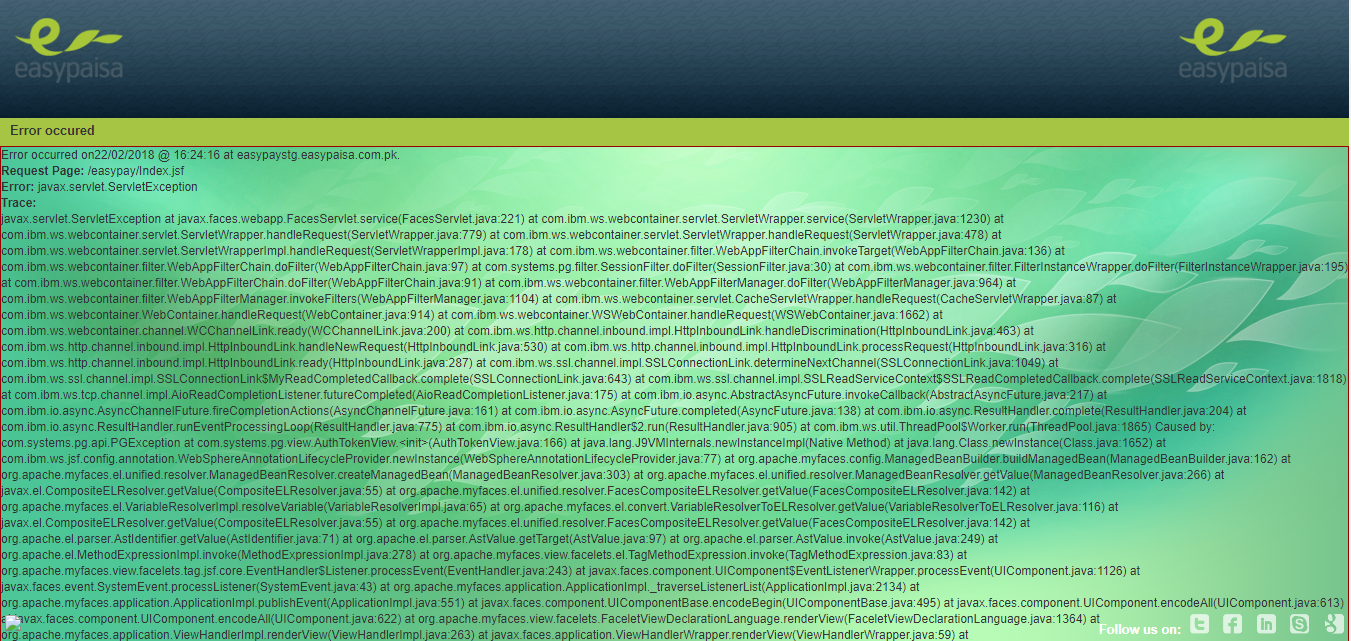 easypaisa
easypaisa
Error occured
Error occurred on22/02/2018 @ 16:24:16 at easypaystg.easypaisa.com.pk.
Request Page: /easypay/Index.jsf
Error: javax.servlet.ServletException
Trace:
javax.servlet.ServletException at javax.faces.webapp.FacesServlet.service(FacesServlet.java:221) at com.ibm.ws.webcontainer.servlet.ServletWrapper.service(ServletWrapper.java:1230) at
com.ibm.ws.webcontainer.servlet.ServletWrapper.handleRequest(ServletWrapper.java:779) at com.ibm.ws.webcontainer.servlet.ServletWrapper.handleRequest(ServletWrapper.java:478) at
com.ibm.ws.webcontainer.servlet.ServletWrapperImpl.handleRequest(ServletWrapperImpl.java:178) at com.ibm.ws.webcontainer.filter.WebAppFilterChain.invokeTarget(WebAppFilterChain.java:136) at
com.ibm.ws.webcontainer.filter.WebAppFilterChain.doFilter(WebAppFilterChain.java:97) at com.systems.pg.filter.SessionFilter.doFilter(SessionFilter.java:30) at com.ibm.ws.webcontainer.filter.FilterInstanceWrapper.doFilter(FilterInstanceWrapper.java:195)
at com.ibm.ws.webcontainer.filter.WebAppFilterChain.doFilter(WebAppFilterChain.java:91) at com.ibm.ws.webcontainer.filter.WebAppFilterManager.doFilter(WebAppFilterManager.java:964) at
com.ibm.ws.webcontainer.filter.WebAppFilterManager.invokeFilters(WebAppFilterManager.java:1104) at com.ibm.ws.webcontainer.servlet.CacheServletWrapper.handleRequest(CacheServletWrapper.java:87) at
com.ibm.ws.webcontainer.WebContainer.handleRequest(WebContainer.java:914) at com.ibm.ws.webcontainer.WSWebContainer.handleRequest(WSWebContainer.java:1662) at
com.ibm.ws.webcontainer.channel.WCChannelLink.ready(WCChannelLink.java:200) at com.ibm.ws.http.channel.inbound.impl.HttpInboundLink.handleDiscrimination(HttpInboundLink.java:463) at
com.ibm.ws.http.channel.inbound.impl.HttpInboundLink.handleNewRequest(HttpInboundLink.java:530) at com.ibm.ws.http.channel.inbound.impl.HttpInboundLink.processRequest(HttpInboundLink.java:316) at
com.ibm.ws.http.channel.inbound.impl.HttpInboundLink.ready(HttpInboundLink.java:287) at com.ibm.ws.ssl.channel.impl.SSLConnectionLink.determineNextChannel(SSLConnectionLink.java:1049) at
com.ibm.ws.ssl.channel.impl.SSLConnectionLink$MyReadCompletedCallback.complete(SSLConnectionLink.java:643) at com.ibm.ws.ssl.channel.impl.SSLReadServiceContext$SSLReadCompletedCallback.complete(SSLReadServiceContext.java:1818)
at com.ibm.ws.tcp.channel.impl.AioReadCompletionListener.futureCompleted(AioReadCompletionListener.java:175) at com.ibm.io.async.AbstractAsyncFuture.invokeCallback(AbstractAsyncFuture.java:217) at
com.ibm.io.async.AsyncChannelFuture.fireCompletionActions(AsyncChannelFuture.java:161) at com.ibm.io.async.AsyncFuture.completed(AsyncFuture.java:138) at com.ibm.io.async.ResultHandler.complete(ResultHandler.java:204) at
com.ibm.io.async.ResultHandler.runEventProcessingLoop(ResultHandler.java:775) at com.ibm.io.async.ResultHandler$2.run(ResultHandler.java:905) at com.ibm.ws.util.ThreadPool$Worker.run(ThreadPool.java:1865) Caused by:
com.systems.pg.api.PGException at com.systems.pg.view.AuthTokenView.<init>(AuthTokenView.java:166) at java.lang.J9VMInternals.newInstanceImpl(Native Method) at java.lang.Class.newInstance(Class.java:1652) at
com.ibm.ws.jsf.config.annotation.WebSphereAnnotationLifecycleProvider.newInstance(WebSphereAnnotationLifecycleProvider.java:77) at org.apache.myfaces.config.ManagedBeanBuilder.buildManagedBean(ManagedBeanBuilder.java:162) at
org.apache.myfaces.el.unified.resolver.ManagedBeanResolver.createManagedBean(ManagedBeanResolver.java:303) at org.apache.myfaces.el.unified.resolver.ManagedBeanResolver.getValue(ManagedBeanResolver.java:266) at
javax.el.CompositeELResolver.getValue(CompositeELResolver.java:55) at org.apache.myfaces.el.unified.resolver.FacesCompositeELResolver.getValue(FacesCompositeELResolver.java:142) at
org.apache.myfaces.el.VariableResolverImpl.resolveVariable(VariableResolverImpl.java:65) at org.apache.myfaces.el.convert.VariableResolverToELResolver.getValue(VariableResolverToELResolver.java:116) at
javax.el.CompositeELResolver.getValue(CompositeELResolver.java:55) at org.apache.myfaces.el.unified.resolver.FacesCompositeELResolver.getValue(FacesCompositeELResolver.java:142) at
org.apache.el.parser.AstIdentifier.getValue(AstIdentifier.java:71) at org.apache.el.parser.AstValue.getTarget(AstValue.java:97) at org.apache.el.parser.AstValue.invoke(AstValue.java:249) at
org.apache.el.MethodExpressionImpl.invoke(MethodExpressionImpl.java:278) at org.apache.myfaces.view.facelets.el.TagMethodExpression.invoke(TagMethodExpression.java:83) at
org.apache.myfaces.view.facelets.tag.jsf.core.EventHandler$Listener.processEvent(EventHandler.java:243) at javax.faces.component.UIComponent$EventListenerWrapper.processEvent(UIComponent.java:1126) at
javax.faces.event.SystemEvent.processListener(SystemEvent.java:43) at org.apache.myfaces.application.ApplicationImpl._traverseListenerList(ApplicationImpl.java:2134) at
org.apache.myfaces.application.ApplicationImpl.publishEvent(ApplicationImpl.java:551) at javax.faces.component.UIComponentBase.encodeBegin(UIComponentBase.java:495) at javax.faces.component.UIComponent.encodeAll(UIComponent.java:613)
javax.faces.component.UIComponent.encodeAll(UIComponent.java:622) at org.apache.myfaces.view.facelets.FaceletViewDeclarationLanguage.renderView(FaceletViewDeclarationLanguage.java:1364) at
org.apache.myfaces.application.ViewHandlerImpl.renderView(ViewHandlerImpl.java:263) at javax.faces.application.ViewHandlerWrapper.renderView(ViewHandlerWrapper.java:59) at
Follow us on: